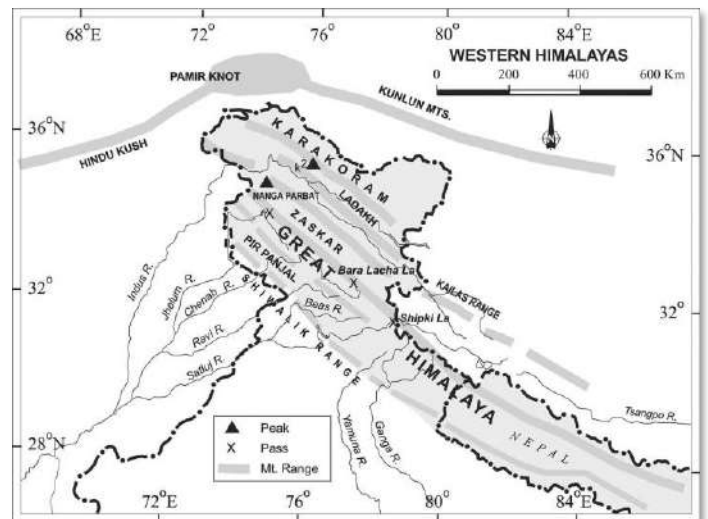 68°E 72°E 76°E 80°E 84°E
WESTERN HIMALAYAS
0 200 400 600 Km
PAMIR KNOT
KUNLUN MTS.
HINDU KUSH
36°N
36°N
N
KARAKORAM
K2
LADAKH
NANGA PARBAT
ZASKAR
GREAT
PIR PANJAL
Bara Lacha La
KAILAS RANGE
32°N
32°N
Indus R.
Jhelum R.
Chenab R.
Ravi R.
Satluj R.
SHIWALIK RANGE
Beas R.
Shipki La
HIMALAYA
Tsangpo R.
NEPAL
Yamuna R.
Ganga R.
28°N
Peak
Pass
Mt. Range
72°E 76°E 80°E 84°E